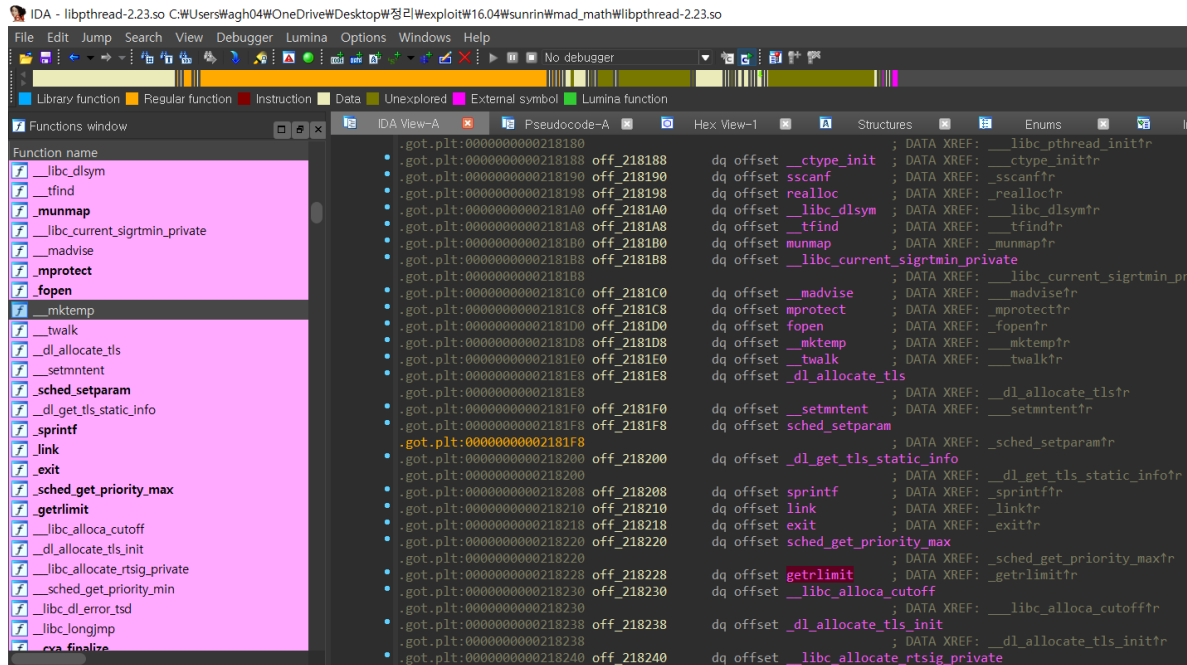 IDA - libpthread-2.23.so C:₩Users₩agh04₩OneDrive₩Desktop₩정리₩exploit₩16.04₩sunrin₩mad_math₩libpthread-2.23.so
File Edit Jump Search View Debugger Lumina Options Windows Help
No debugger
Library function Regular function Instruction Data Unexplored External symbol Lumina function
Functions window
IDA View-A Pseudocode-A Hex View-1 Structures Enums
Function name
f __libc_dlsym
f __tfind
f _munmap
f __libc_current_sigrtmin_private
f __madvise
f _mprotect
f _fopen
f __mktemp
f __twalk
f __dl_allocate_tls
f __setmntent
f _sched_setparam
f __dl_get_tls_static_info
f _sprintf
f _link
f _exit
f _sched_get_priority_max
f _getrlimit
f __libc_alloca_cutoff
f __dl_allocate_tls_init
f __libc_allocate_rtsig_private
f __sched_get_priority_min
f __libc_dl_error_tsd
f __libc_longjmp
f __cxa_finalize
.got.plt:0000000000218180 ; DATA XREF: ___libc_pthread_init↑r
.got.plt:0000000000218188 off_218188 dq offset __ctype_init ; DATA XREF: ___ctype_init↑r
.got.plt:0000000000218190 off_218190 dq offset sscanf ; DATA XREF: _sscanf↑r
.got.plt:0000000000218198 off_218198 dq offset realloc ; DATA XREF: _realloc↑r
.got.plt:00000000002181A0 off_2181A0 dq offset __libc_dlsym ; DATA XREF: ___libc_dlsym↑r
.got.plt:00000000002181A8 off_2181A8 dq offset __tfind ; DATA XREF: ___tfind↑r
.got.plt:00000000002181B0 off_2181B0 dq offset munmap ; DATA XREF: _munmap↑r
.got.plt:00000000002181B8 off_2181B8 dq offset __libc_current_sigrtmin_private
.got.plt:00000000002181B8 ; DATA XREF: ___libc_current_sigrtmin_pr
.got.plt:00000000002181C0 off_2181C0 dq offset __madvise ; DATA XREF: ___madvise↑r
.got.plt:00000000002181C8 off_2181C8 dq offset mprotect ; DATA XREF: _mprotect↑r
.got.plt:00000000002181D0 off_2181D0 dq offset fopen ; DATA XREF: _fopen↑r
.got.plt:00000000002181D8 off_2181D8 dq offset __mktemp ; DATA XREF: ___mktemp↑r
.got.plt:00000000002181E0 off_2181E0 dq offset __twalk ; DATA XREF: ___twalk↑r
.got.plt:00000000002181E8 off_2181E8 dq offset _dl_allocate_tls
.got.plt:00000000002181E8 ; DATA XREF: __dl_allocate_tls↑r
.got.plt:00000000002181F0 off_2181F0 dq offset __setmntent ; DATA XREF: ___setmntent↑r
.got.plt:00000000002181F8 off_2181F8 dq offset sched_setparam
.got.plt:00000000002181F8 ; DATA XREF: _sched_setparam↑r
.got.plt:0000000000218200 off_218200 dq offset _dl_get_tls_static_info
.got.plt:0000000000218200 ; DATA XREF: __dl_get_tls_static_info↑r
.got.plt:0000000000218208 off_218208 dq offset sprintf ; DATA XREF: _sprintf↑r
.got.plt:0000000000218210 off_218210 dq offset link ; DATA XREF: _link↑r
.got.plt:0000000000218218 off_218218 dq offset exit ; DATA XREF: _exit↑r
.got.plt:0000000000218220 off_218220 dq offset sched_get_priority_max
.got.plt:0000000000218220 ; DATA XREF: _sched_get_priority_max↑r
.got.plt:0000000000218228 off_218228 dq offset getrlimit ; DATA XREF: _getrlimit↑r
.got.plt:0000000000218230 off_218230 dq offset __libc_alloca_cutoff
.got.plt:0000000000218230 ; DATA XREF: ___libc_alloca_cutoff↑r
.got.plt:0000000000218238 off_218238 dq offset _dl_allocate_tls_init
.got.plt:0000000000218238 ; DATA XREF: __dl_allocate_tls_init↑r
.got.plt:0000000000218240 off_218240 dq offset __libc_allocate_rtsig_private